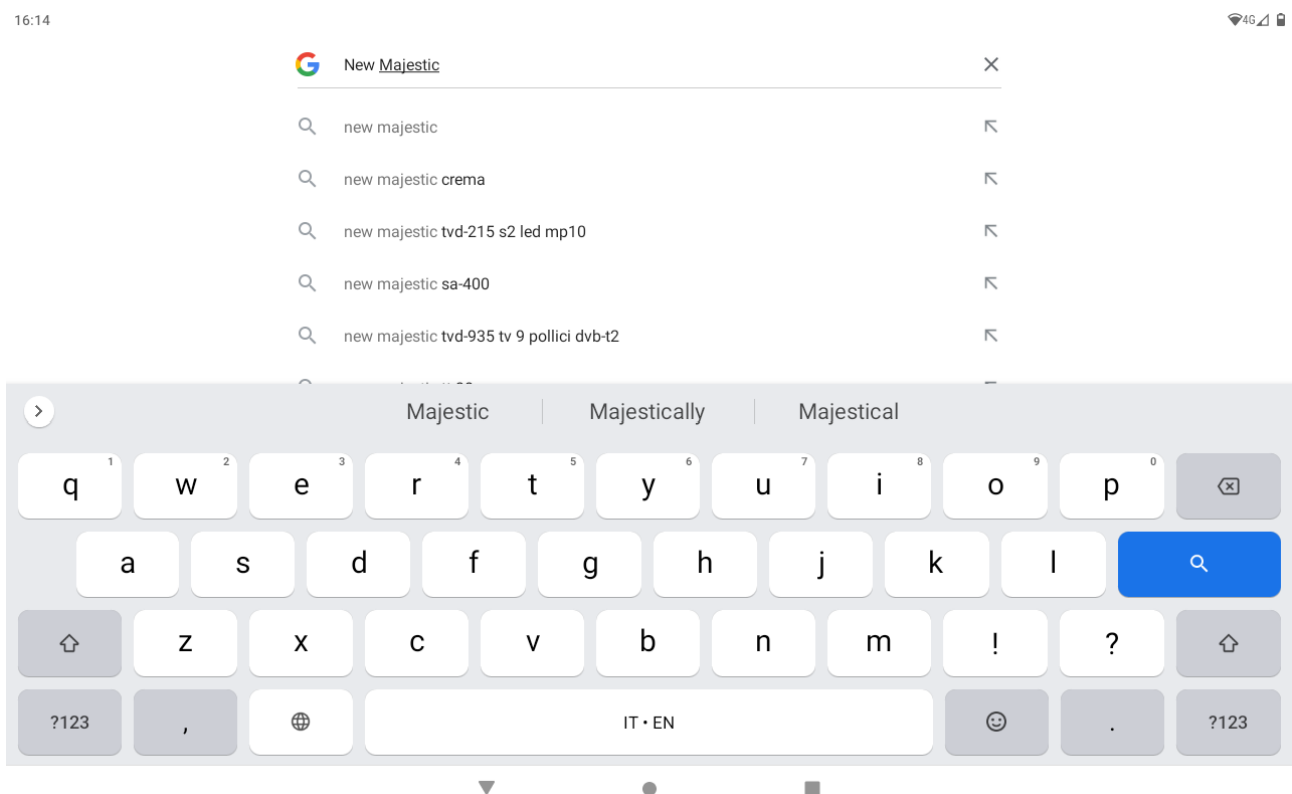 16:14
4G
New Majestic
new majestic
new majestic crema
new majestic tvd-215 s2 led mp10
new majestic sa-400
new majestic tvd-935 tv 9 pollici dvb-t2
Majestic Majestically Majestical
1 2 3 4 5 6 7 8 9 0
q w e r t y u i o p
a s d f g h j k l
z x c v b n m ! ?
?123 , IT • EN . ?123